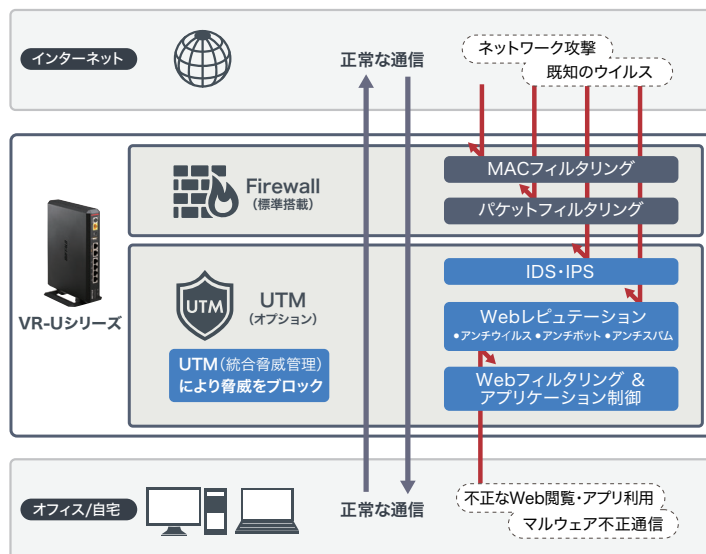 インターネット
正常な通信
ネットワーク攻撃
既知のウイルス
Firewall
(標準搭載)
MACフィルタリング
パケットフィルタリング
VR-Uシリーズ
UTM
UTM
(オプション)
UTM(統合脅威管理)
により脅威をブロック
IDS・IPS
Webレピュテーション
●アンチウイルス ●アンチボット ●アンチスパム
Webフィルタリング &
アプリケーション制御
オフィス/自宅
正常な通信
不正なWeb閲覧・アプリ利用
マルウェア不正通信